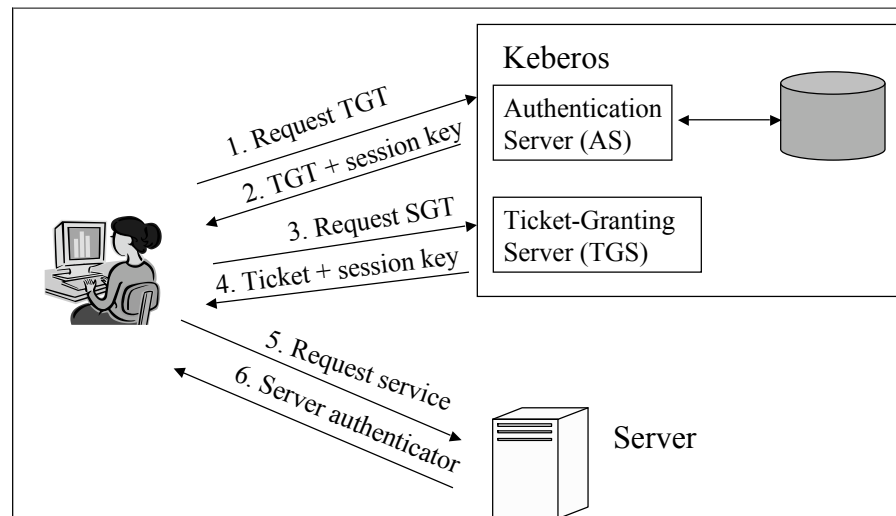 Keberos
1. Request TGT
Authentication
Server (AS)
2. TGT + session key
3. Request SGT
Ticket-Granting
Server (TGS)
4. Ticket + session key
5. Request service
6. Server authenticator
Server